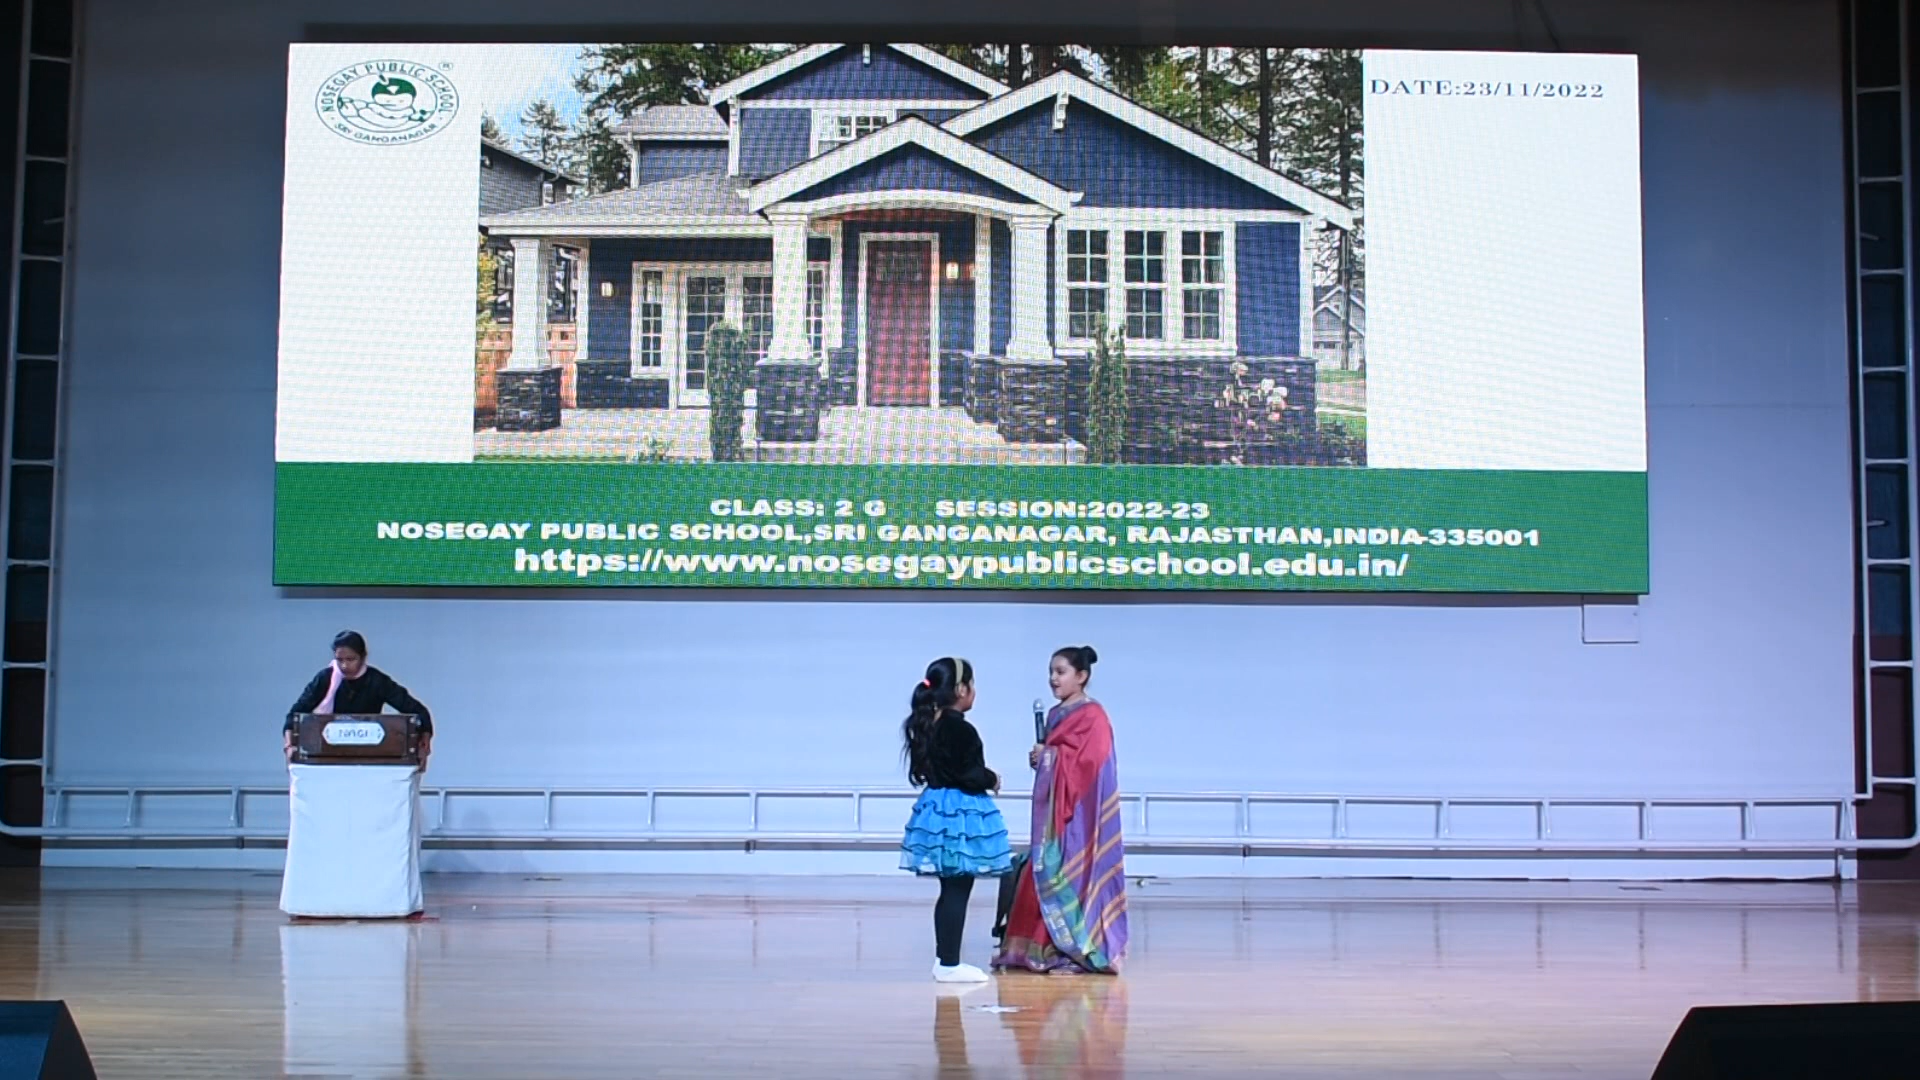 NOSEGAY PUBLIC SCHOOL
®
SRI GANGANAGAR
DATE:23/11/2022
CLASS: 2 G SESSION:2022-23
NOSEGAY PUBLIC SCHOOL,SRI GANGANAGAR, RAJASTHAN,INDIA-335001
https://www.nosegaypublicschool.edu.in/
NAGI